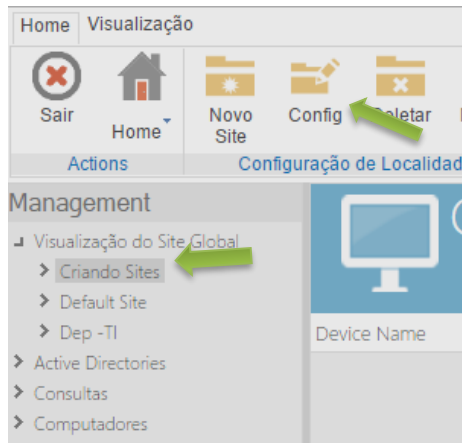 Home Visualização
Sair Home Novo Site Config Deletar
Actions Configuração de Localidad
Management
Visualização do Site Global
Criando Sites
Default Site
Dep -TI
Device Name
Active Directories
Consultas
Computadores